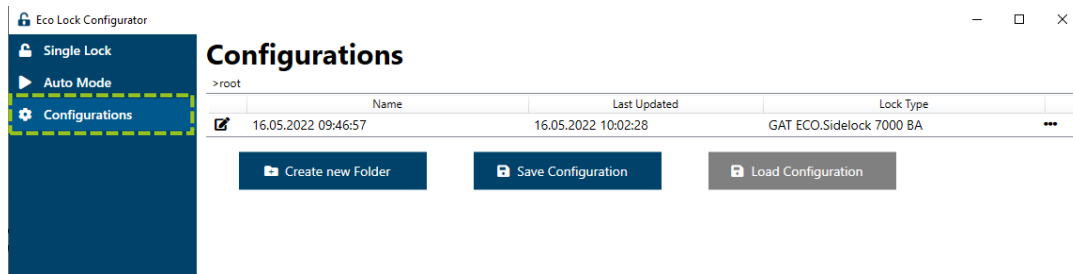 Eco Lock Configurator
Single Lock
Auto Mode
Configurations
Configurations
>root
Name Last Updated Lock Type
16.05.2022 09:46:57 16.05.2022 10:02:28 GAT ECO.Sidelock 7000 BA
Create new Folder Save Configuration Load Configuration